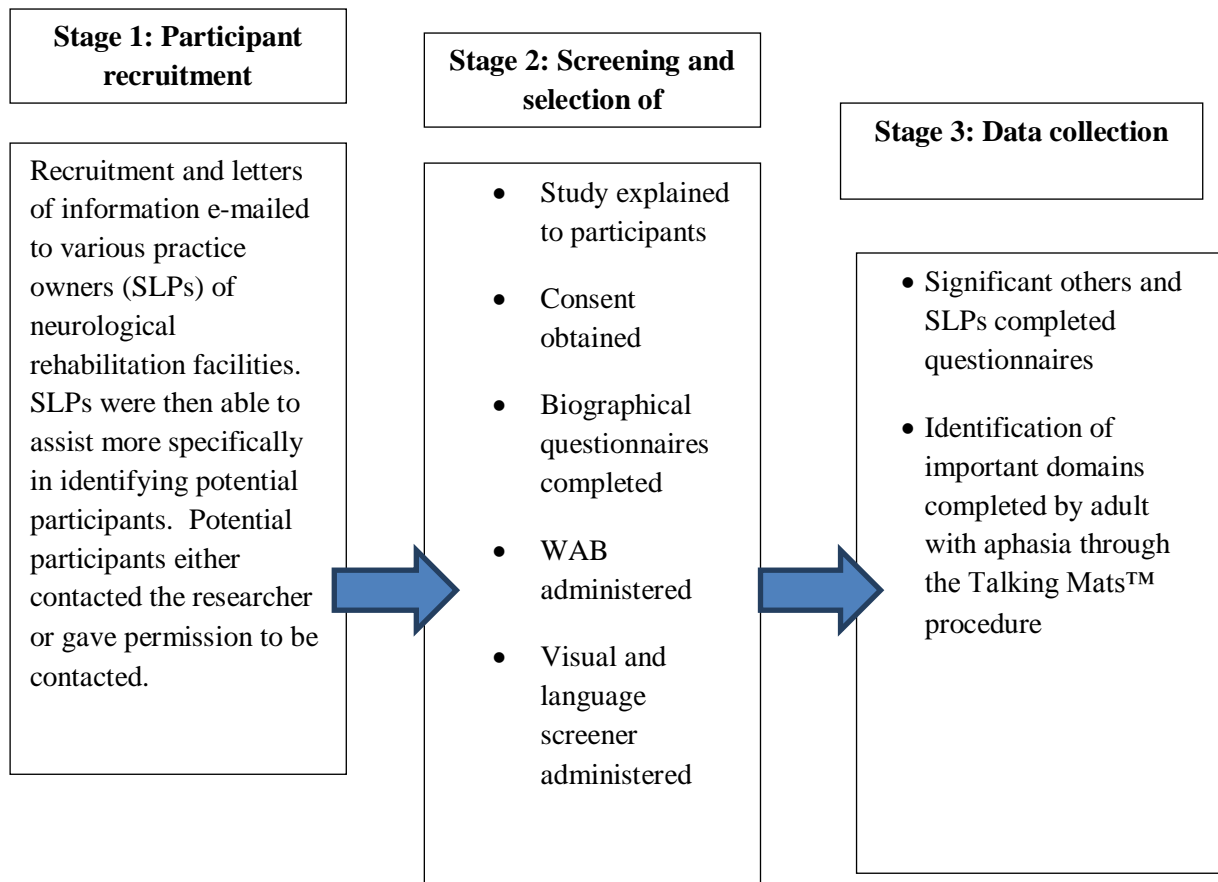 Stage 1: Participant
recruitment
Recruitment and letters
of information e-mailed
to various practice
owners (SLPs) of
neurological
rehabilitation facilities.
SLPs were then able to
assist more specifically
in identifying potential
participants.  Potential
participants either
contacted the researcher
or gave permission to be
contacted.
Stage 2: Screening and
selection of
• Study explained
to participants
• Consent
obtained
• Biographical
questionnaires
completed
• WAB
administered
• Visual and
language
screener
administered
Stage 3: Data collection
• Significant others and
SLPs completed
questionnaires
• Identification of
important domains
completed by adult
with aphasia through
the Talking Mats™
procedure